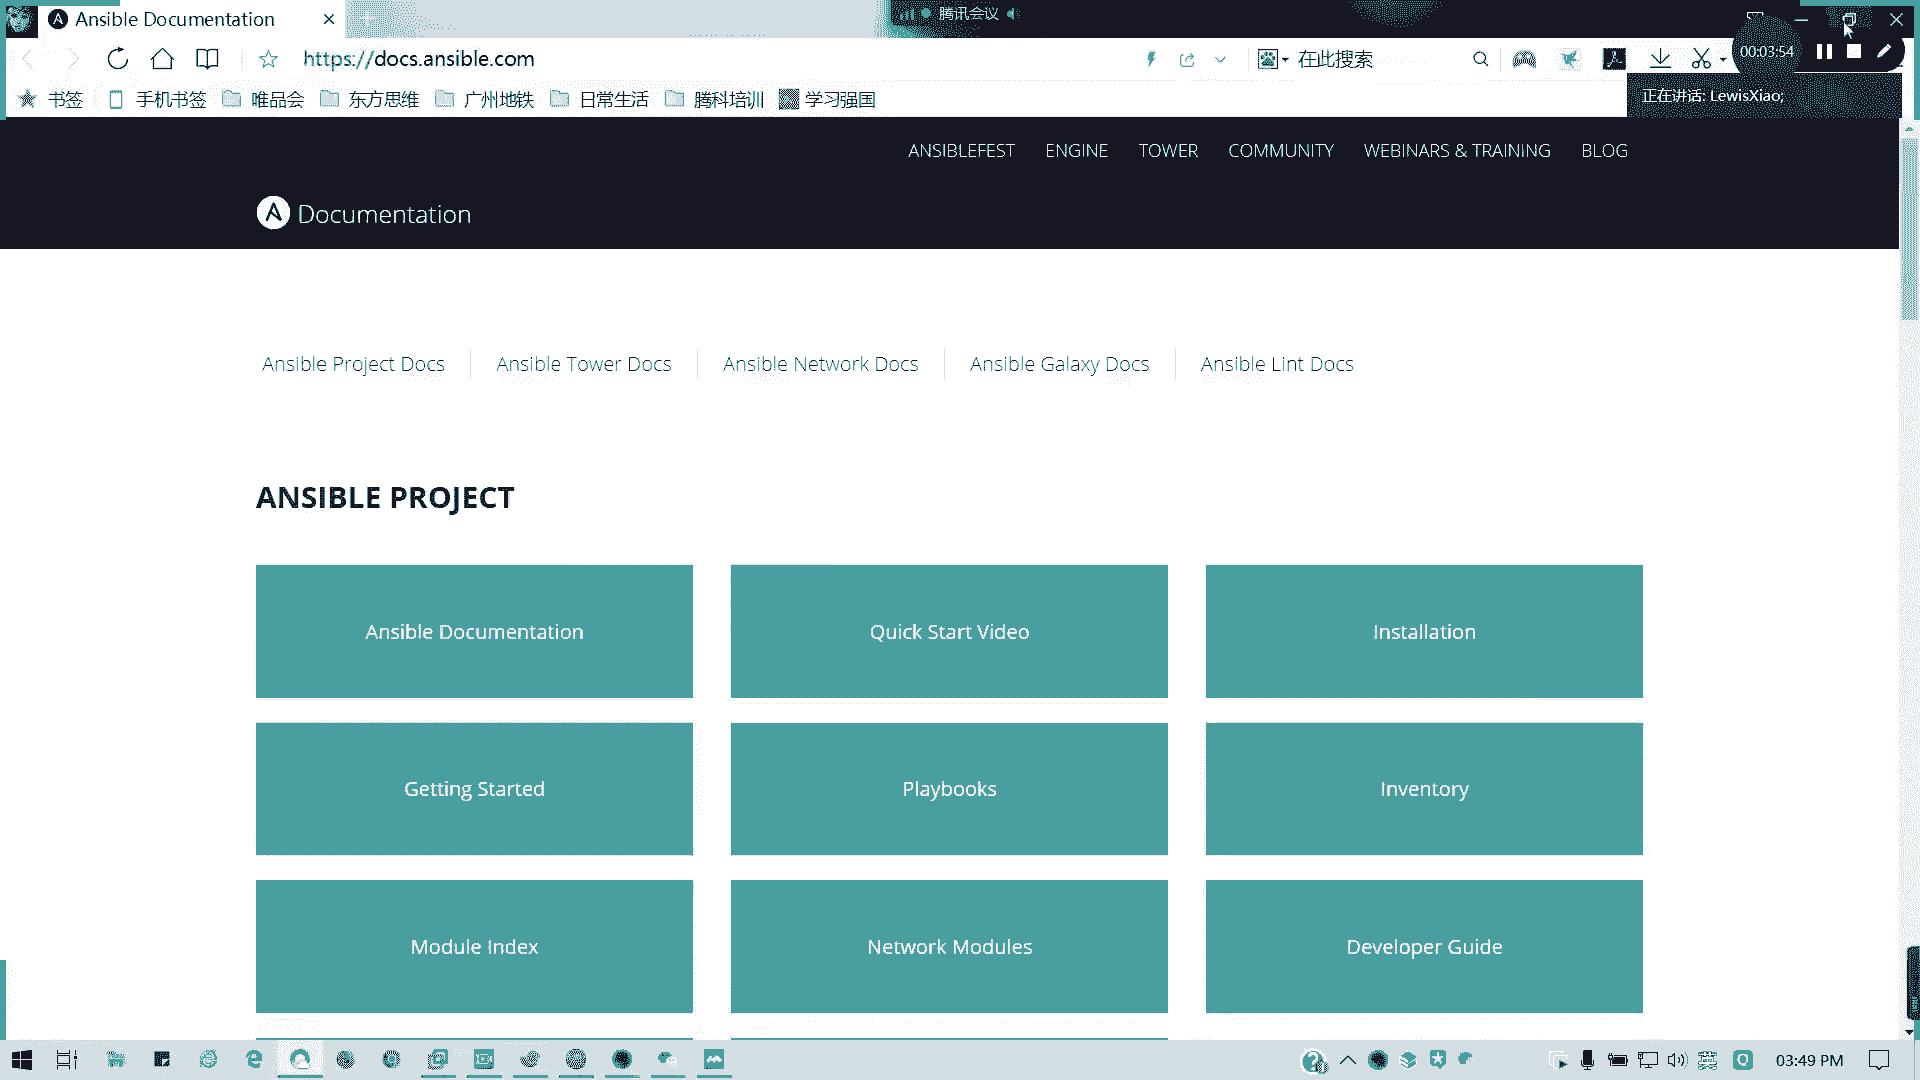 Ansible Documentation
腾讯会议
https://docs.ansible.com
在此搜索
00:03:54
书签 手机书签 唯品会 东方思维 广州地铁 日常生活 腾科培训 学习强国
正在讲话: LewisXiao;
ANSIBLEFEST ENGINE TOWER COMMUNITY WEBINARS & TRAINING BLOG
Documentation
Ansible Project Docs Ansible Tower Docs Ansible Network Docs Ansible Galaxy Docs Ansible Lint Docs
ANSIBLE PROJECT
Ansible Documentation Quick Start Video Installation
Getting Started Playbooks Inventory
Module Index Network Modules Developer Guide
英
03:49 PM